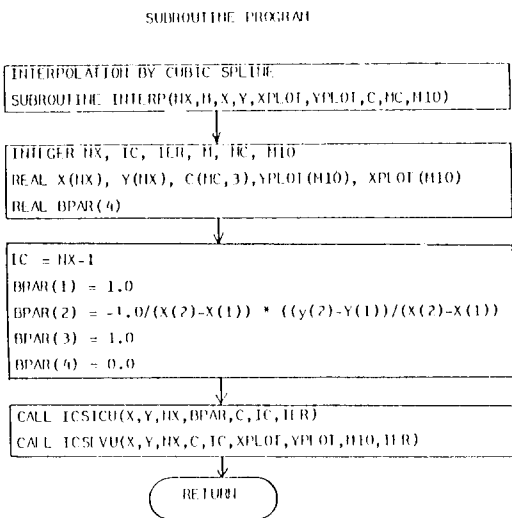 SUBROUTINE PROGRAM
INTERPOLATION BY CUBIC SPLINE
SUBROUTINE INTERP(NX,M,X,Y,XPLOT,YPLOT,C,MC,M10)
INTEGER NX, IC, IER, M, MC, M10
REAL X(NX), Y(NX), C(MC,3),YPLOT(M10), XPLOT(M10)
REAL BPAR(4)
IC = NX-1
BPAR(1) = 1.0
BPAR(2) = -1.0/(X(2)-X(1)) * ((y(2)-Y(1))/(X(2)-X(1))
BPAR(3) = 1.0
BPAR(4) = 0.0
CALL ICSICU(X,Y,NX,BPAR,C,IC,IER)
CALL ICSEVU(X,Y,NX,C,IC,XPLOT,YPLOT,M10,IER)
RETURN